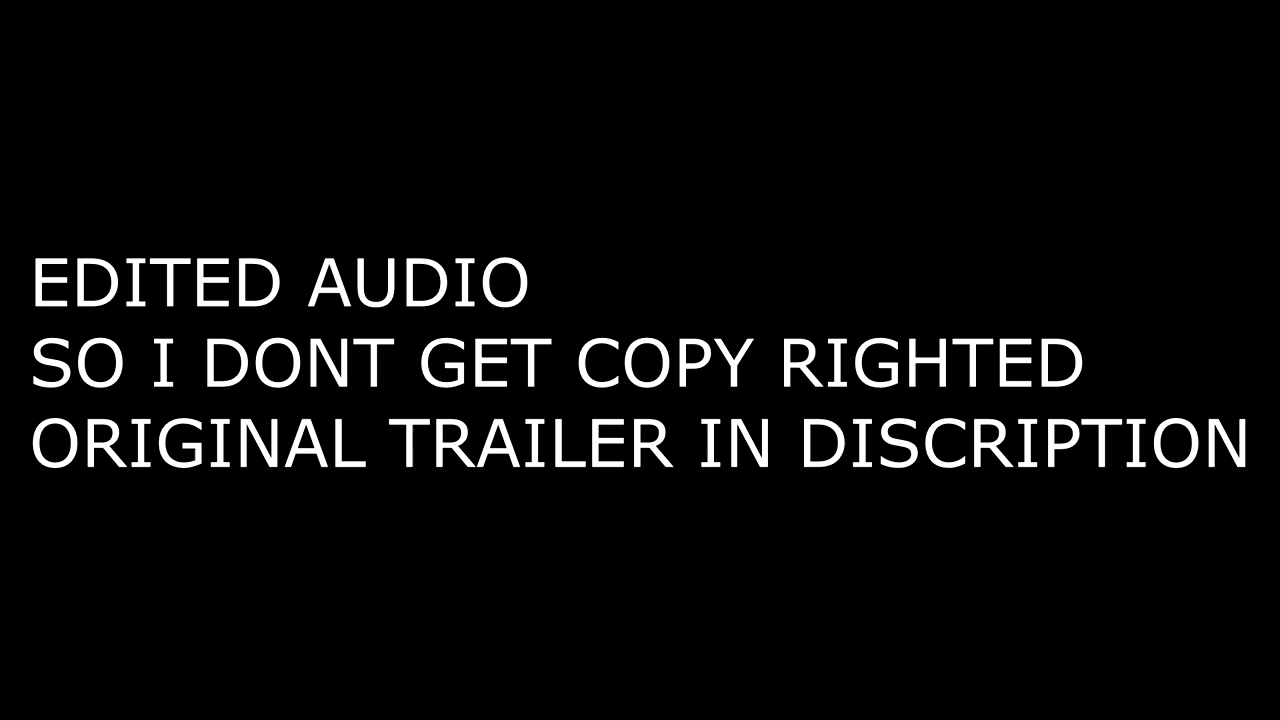 EDITED AUDIO
SO I DONT GET COPY RIGHTED
ORIGINAL TRAILER IN DISCRIPTION